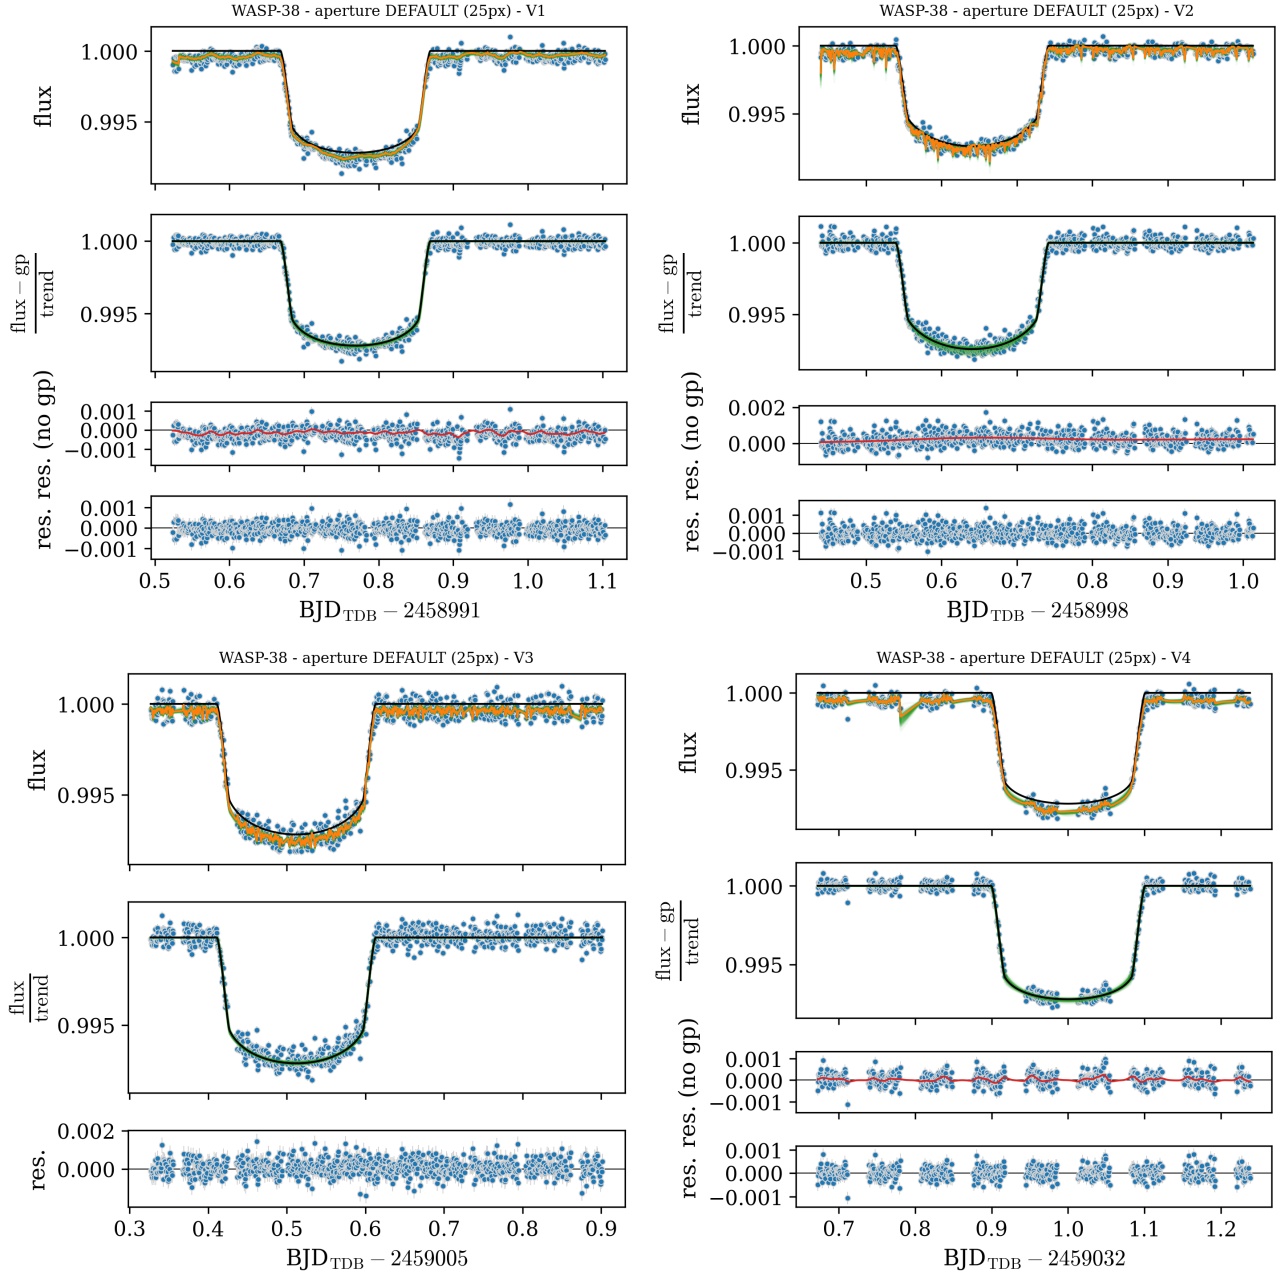 WASP-38 - aperture DEFAULT (25px) - V1
flux
1.000
0.995
flux − gp
trend
1.000
0.995
res. (no gp)
0.001
0.000
−0.001
res.
0.001
0.000
−0.001
0.5 0.6 0.7 0.8 0.9 1.0 1.1
BJD_TDB − 2458991
WASP-38 - aperture DEFAULT (25px) - V2
flux
1.000
0.995
flux − gp
trend
1.000
0.995
res. (no gp)
0.002
0.000
res.
0.001
0.000
−0.001
0.5 0.6 0.7 0.8 0.9 1.0
BJD_TDB − 2458998
WASP-38 - aperture DEFAULT (25px) - V3
flux
1.000
0.995
flux
trend
1.000
0.995
res.
0.002
0.000
0.3 0.4 0.5 0.6 0.7 0.8 0.9
BJD_TDB − 2459005
WASP-38 - aperture DEFAULT (25px) - V4
flux
1.000
0.995
flux − gp
trend
1.000
0.995
res. (no gp)
0.001
0.000
−0.001
res.
0.001
0.000
−0.001
0.7 0.8 0.9 1.0 1.1 1.2
BJD_TDB − 2459032